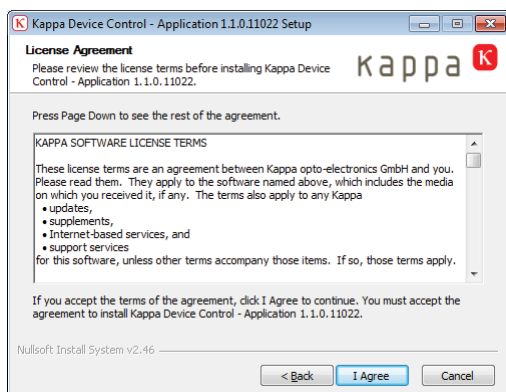 K Kappa Device Control - Application 1.1.0.11022 Setup
License Agreement
Please review the license terms before installing Kappa Device
Control - Application 1.1.0.11022.
kappa K
Press Page Down to see the rest of the agreement.
KAPPA SOFTWARE LICENSE TERMS
These license terms are an agreement between Kappa opto-electronics GmbH and you.
Please read them.  They apply to the software named above, which includes the media
on which you received it, if any.  The terms also apply to any Kappa
• updates,
• supplements,
• Internet-based services, and
• support services
for this software, unless other terms accompany those items.  If so, those terms apply.
If you accept the terms of the agreement, click I Agree to continue. You must accept the
agreement to install Kappa Device Control - Application 1.1.0.11022.
Nullsoft Install System v2.46
< Back
I Agree
Cancel